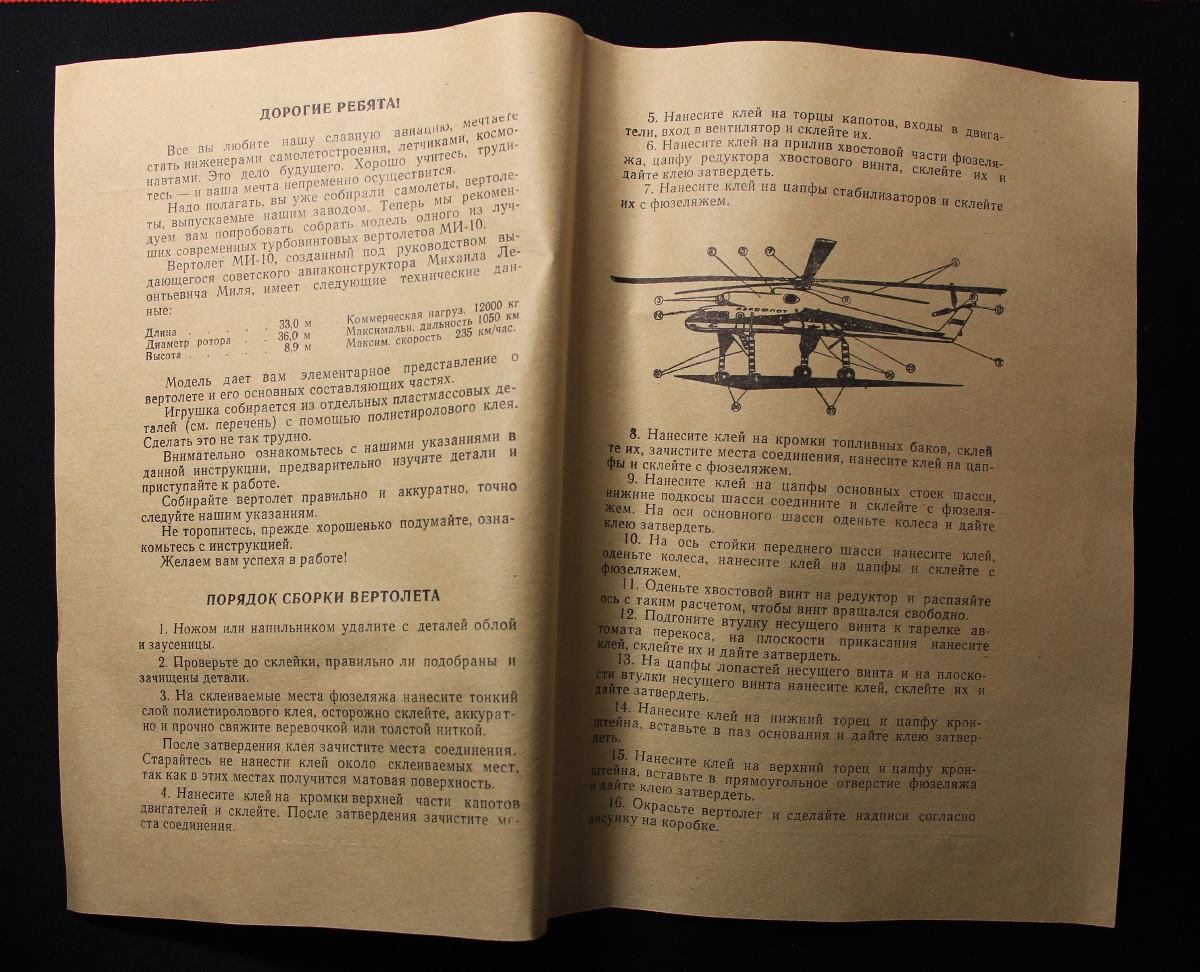 ДОРОГИЕ РЕБЯТА!
Все вы любите нашу славную авиацию, мечтаете
стать инженерами самолетостроения, летчиками, космо-
навтами. Это дело будущего. Хорошо учитесь, труди-
тесь — и ваша мечта непременно осуществится.
Надо полагать, вы уже собирали самолеты, вертоле-
ты, выпускаемые нашим заводом. Теперь мы рекомен-
дуем вам попробовать собрать модель одного из луч-
ших современных турбовинтовых вертолетов МИ-10.
Вертолет МИ-10, созданный под руководством вы-
дающегося советского авиаконструктора Михаила Ле-
онтьевича Миля, имеет следующие технические дан-
ные:
Длина . . . . . 33,0 м Коммерческая нагруз. 12000 кг
Диаметр ротора . . 36,0 м Максимальн. дальность 1050 км
Высота . . . . . 8,9 м Максим. скорость 235 км/час.
Модель дает вам элементарное представление о
вертолете и его основных составляющих частях.
Игрушка собирается из отдельных пластмассовых де-
талей (см. перечень) с помощью полистиролового клея.
Сделать это не так трудно.
Внимательно ознакомьтесь с нашими указаниями в
данной инструкции, предварительно изучите детали и
приступайте к работе.
Собирайте вертолет правильно и аккуратно, точно
следуйте нашим указаниям.
Не торопитесь, прежде хорошенько подумайте, озна-
комьтесь с инструкцией.
Желаем вам успеха в работе!
ПОРЯДОК СБОРКИ ВЕРТОЛЕТА
1. Ножом или напильником удалите с деталей облой
и заусеницы.
2. Проверьте до склейки, правильно ли подобраны и
зачищены детали.
3. На склеиваемые места фюзеляжа нанесите тонкий
слой полистиролового клея, осторожно склейте, аккурат-
но и прочно свяжите веревочкой или толстой ниткой.
После затвердения клея зачистите места соединения.
Старайтесь не нанести клей около склеиваемых мест,
так как в этих местах получится матовая поверхность.
4. Нанесите клей на кромки верхней части капотов
двигателей и склейте. После затвердения зачистите ме-
ста соединения.
5. Нанесите клей на торцы капотов, входы в двига-
тели, вход в вентилятор и склейте их.
6. Нанесите клей на прилив хвостовой части фюзеля-
жа, цапфу редуктора хвостового винта, склейте их и
дайте клею затвердеть.
7. Нанесите клей на цапфы стабилизаторов и склейте
их с фюзеляжем.
АЭРОФЛОТ
8. Нанесите клей на кромки топливных баков, склей
те их, зачистите места соединения, нанесите клей на цап-
фы и склейте с фюзеляжем.
9. Нанесите клей на цапфы основных стоек шасси,
нижние подкосы шасси соедините и склейте с фюзеля-
жем. На оси основного шасси оденьте колеса и дайте
клею затвердеть.
10. На ось стойки переднего шасси нанесите клей,
оденьте колеса, нанесите клей на цапфы и склейте с
фюзеляжем.
11. Оденьте хвостовой винт на редуктор и распаяйте
ось с таким расчетом, чтобы винт вращался свободно.
12. Подгоните втулку несущего винта к тарелке ав-
томата перекоса, на плоскости прикасания нанесите
клей, склейте их и дайте затвердеть.
13. На цапфы лопастей несущего винта и на плоско-
сти втулки несущего винта нанесите клей, склейте их и
дайте затвердеть.
14. Нанесите клей на нижний торец и цапфу крон-
штейна, вставьте в паз основания и дайте клею затвер-
деть.
15. Нанесите клей на верхний торец и цапфу крон-
штейна, вставьте в прямоугольное отверстие фюзеляжа
и дайте клею затвердеть.
16. Окрасьте вертолет и сделайте надписи согласно
рисунку на коробке.